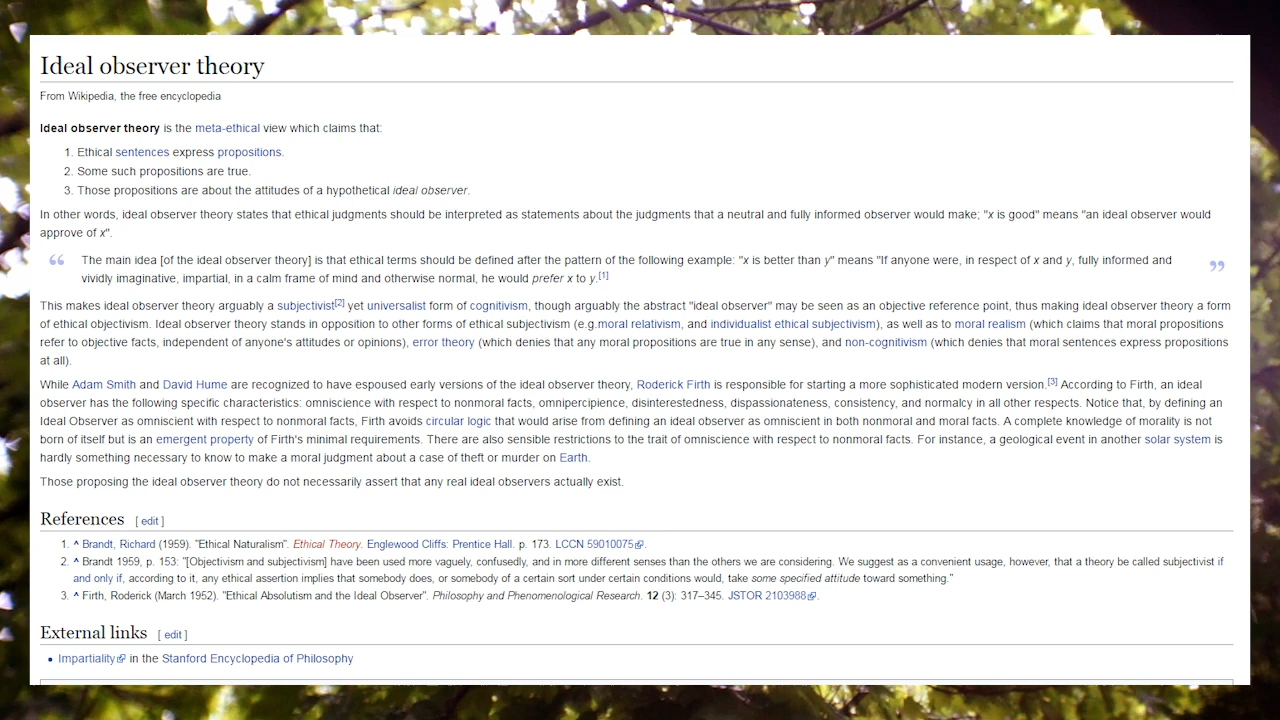 Ideal observer theory
From Wikipedia, the free encyclopedia
Ideal observer theory is the meta-ethical view which claims that:
1. Ethical sentences express propositions.
2. Some such propositions are true.
3. Those propositions are about the attitudes of a hypothetical ideal observer.
In other words, ideal observer theory states that ethical judgments should be interpreted as statements about the judgments that a neutral and fully informed observer would make; "x is good" means "an ideal observer would
approve of x".
“ The main idea [of the ideal observer theory] is that ethical terms should be defined after the pattern of the following example: "x is better than y" means "If anyone were, in respect of x and y, fully informed and ”
vividly imaginative, impartial, in a calm frame of mind and otherwise normal, he would prefer x to y.[1]
This makes ideal observer theory arguably a subjectivist[2] yet universalist form of cognitivism, though arguably the abstract "ideal observer" may be seen as an objective reference point, thus making ideal observer theory a form
of ethical objectivism. Ideal observer theory stands in opposition to other forms of ethical subjectivism (e.g.moral relativism, and individualist ethical subjectivism), as well as to moral realism (which claims that moral propositions
refer to objective facts, independent of anyone's attitudes or opinions), error theory (which denies that any moral propositions are true in any sense), and non-cognitivism (which denies that moral sentences express propositions
at all).
While Adam Smith and David Hume are recognized to have espoused early versions of the ideal observer theory, Roderick Firth is responsible for starting a more sophisticated modern version.[3] According to Firth, an ideal
observer has the following specific characteristics: omniscience with respect to nonmoral facts, omnipercipience, disinterestedness, dispassionateness, consistency, and normalcy in all other respects. Notice that, by defining an
Ideal Observer as omniscient with respect to nonmoral facts, Firth avoids circular logic that would arise from defining an ideal observer as omniscient in both nonmoral and moral facts. A complete knowledge of morality is not
born of itself but is an emergent property of Firth's minimal requirements. There are also sensible restrictions to the trait of omniscience with respect to nonmoral facts. For instance, a geological event in another solar system is
hardly something necessary to know to make a moral judgment about a case of theft or murder on Earth.
Those proposing the ideal observer theory do not necessarily assert that any real ideal observers actually exist.
References [ edit ]
1. ^ Brandt, Richard (1959). "Ethical Naturalism". Ethical Theory. Englewood Cliffs: Prentice Hall. p. 173. LCCN 59010075.
2. ^ Brandt 1959, p. 153: "[Objectivism and subjectivism] have been used more vaguely, confusedly, and in more different senses than the others we are considering. We suggest as a convenient usage, however, that a theory be called subjectivist if
and only if, according to it, any ethical assertion implies that somebody does, or somebody of a certain sort under certain conditions would, take some specified attitude toward something."
3. ^ Firth, Roderick (March 1952). "Ethical Absolutism and the Ideal Observer". Philosophy and Phenomenological Research. 12 (3): 317–345. JSTOR 2103988.
External links [ edit ]
• Impartiality in the Stanford Encyclopedia of Philosophy